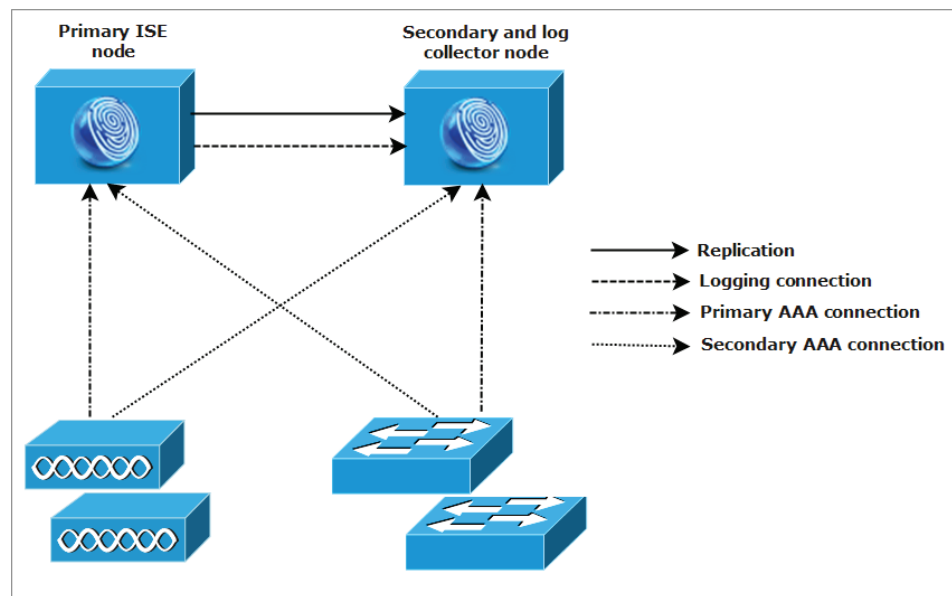 Primary ISE
node
Secondary and log
collector node
Replication
Logging connection
Primary AAA connection
Secondary AAA connection